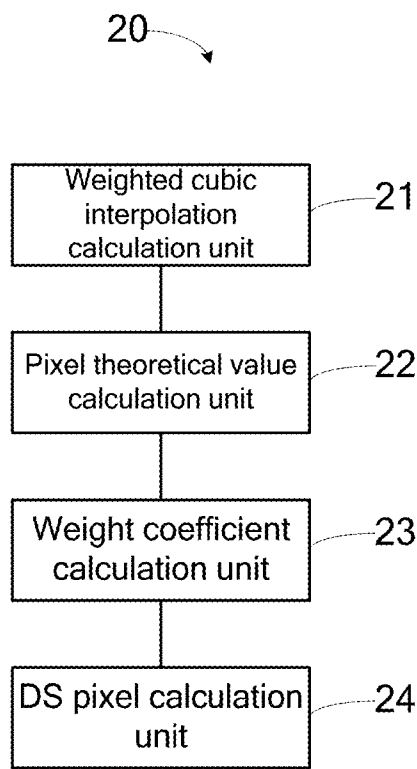 20
Weighted cubic
interpolation
calculation unit
21
Pixel theoretical value
calculation unit
22
Weight coefficient
calculation unit
23
DS pixel calculation
unit
24